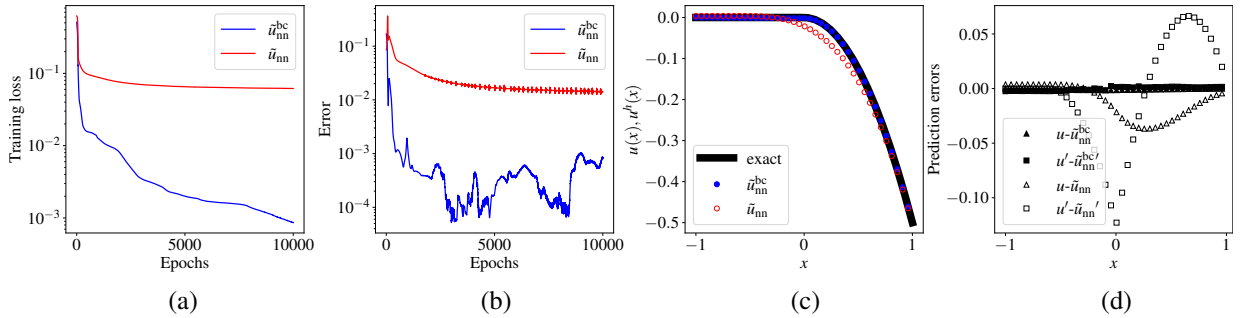 Training loss
10⁻¹
10⁻²
10⁻³
0
5000
10000
Epochs
ũ_nn^bc
ũ_nn
(a)
Error
10⁻¹
10⁻²
10⁻³
10⁻⁴
0
5000
10000
Epochs
ũ_nn^bc
ũ_nn
(b)
u(x), u^h(x)
0.0
−0.1
−0.2
−0.3
−0.4
−0.5
−1
0
1
x
exact
ũ_nn^bc
ũ_nn
(c)
Prediction errors
0.05
0.00
−0.05
−0.10
−1
0
1
x
u-ũ_nn^bc
u′-ũ_nn^bc′
u-ũ_nn
u′-ũ_nn′
(d)